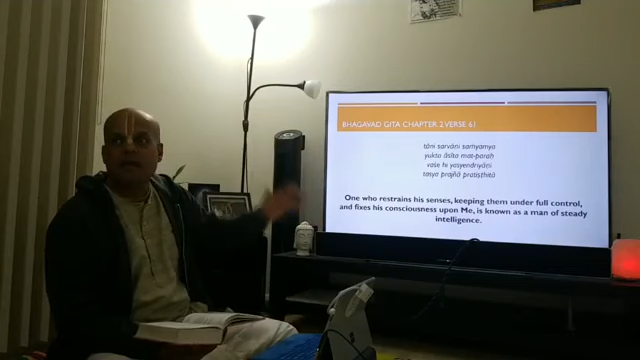 BHAGAVAD GITA CHAPTER 2 VERSE 61
tāni sarvāṇi saṁyamya
yukta āsīta mat-paraḥ
vaśe hi yasyendriyāṇi
tasya prajñā pratiṣṭhitā
One who restrains his senses, keeping them under full control,
and fixes his consciousness upon Me, is known as a man of steady
intelligence.